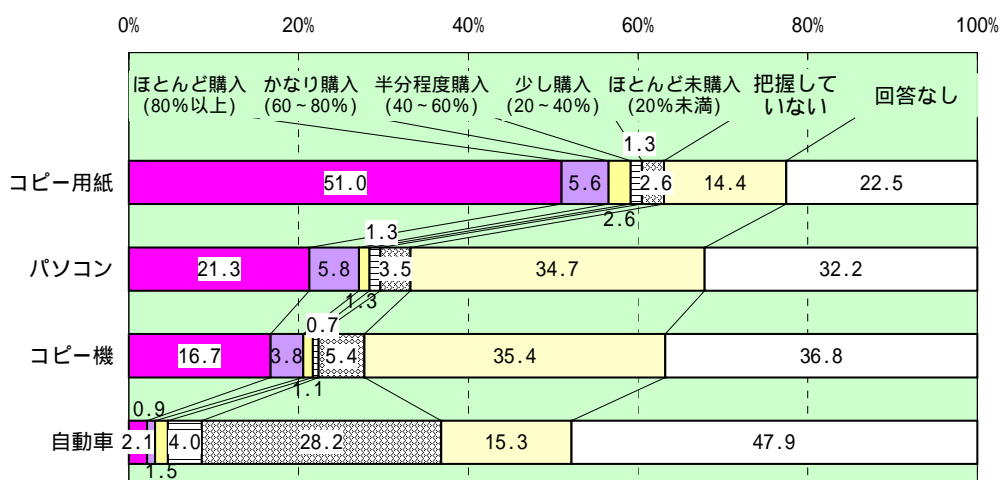 0% 20% 40% 60% 80% 100%
ほとんど購入 かなり購入 半分程度購入 少し購入 ほとんど未購入 把握して 回答なし
(80%以上) (60~80%) (40~60%) (20~40%) (20%未満) いない
1.3
コピー用紙 51.0 5.6 2.6 14.4 22.5
2.6
1.3
パソコン 21.3 5.8 3.5 34.7 32.2
1.3
0.7
コピー機 16.7 3.8 5.4 35.4 36.8
1.1
0.9
自動車 2.1 4.0 28.2 15.3 47.9
1.5